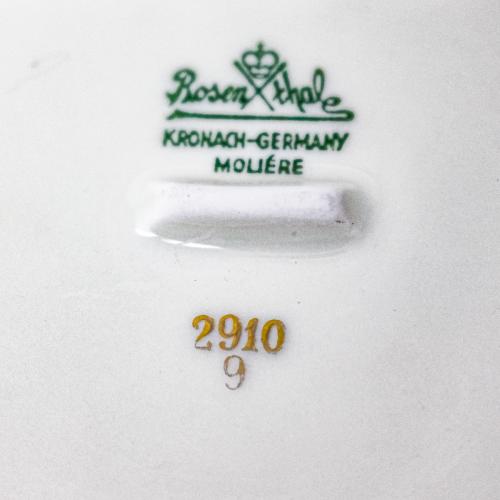 Rosenthal
KRONACH-GERMANY
MOLIÉRE
2910
9